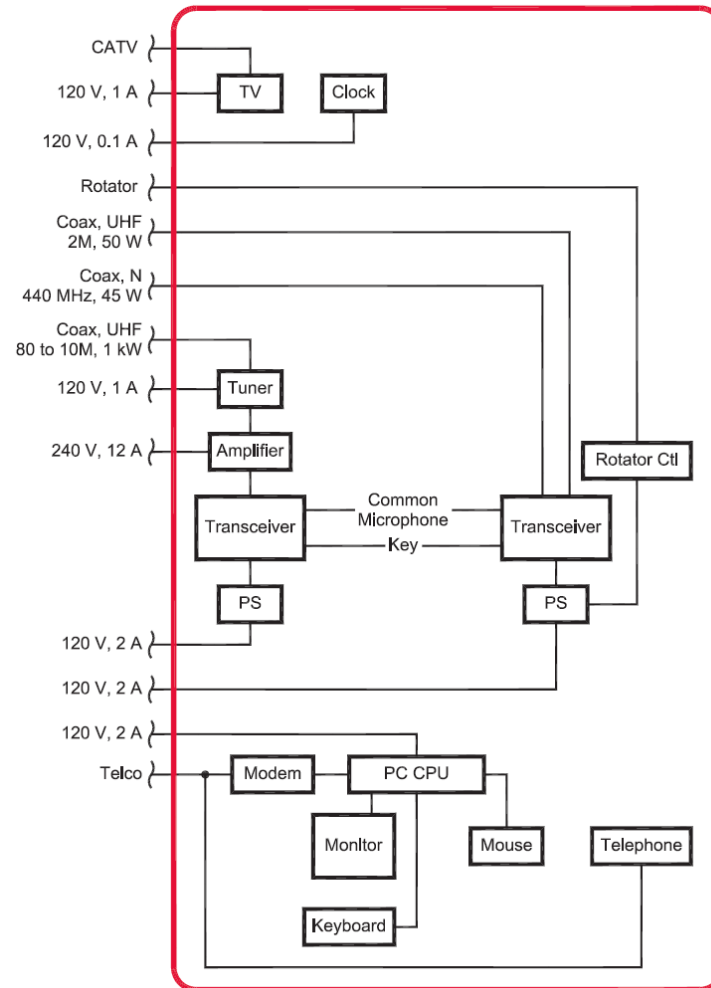 CATV
120 V, 1 A
TV
Clock
120 V, 0.1 A
Rotator
Coax, UHF
2M, 50 W
Coax, N
440 MHz, 45 W
Coax, UHF
80 to 10M, 1 kW
120 V, 1 A
Tuner
240 V, 12 A
Amplifier
Rotator Ctl
Transceiver
Common
Microphone
Key
Transceiver
PS
PS
120 V, 2 A
120 V, 2 A
120 V, 2 A
Telco
Modem
PC CPU
MonItor
Mouse
Telephone
Keyboard